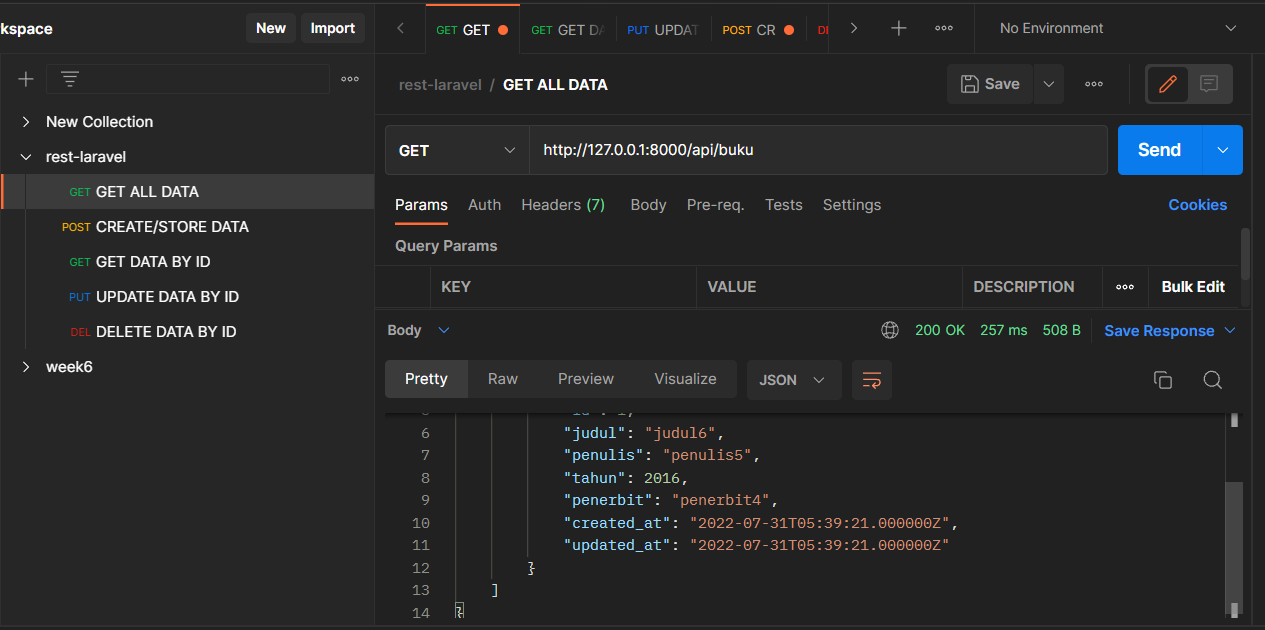 kspace
New
Import
GET GET
GET GET DA
PUT UPDAT
POST CR
No Environment
rest-laravel / GET ALL DATA
Save
New Collection
rest-laravel
GET GET ALL DATA
POST CREATE/STORE DATA
GET GET DATA BY ID
PUT UPDATE DATA BY ID
DEL DELETE DATA BY ID
week6
GET
http://127.0.0.1:8000/api/buku
Send
Params Auth Headers (7) Body Pre-req. Tests Settings Cookies
Query Params
KEY VALUE DESCRIPTION Bulk Edit
Body 200 OK 257 ms 508 B Save Response
Pretty Raw Preview Visualize JSON
6 "judul": "judul6",
7 "penulis": "penulis5",
8 "tahun": 2016,
9 "penerbit": "penerbit4",
10 "created_at": "2022-07-31T05:39:21.000000Z",
11 "updated_at": "2022-07-31T05:39:21.000000Z"
12 }
13 ]
14 }